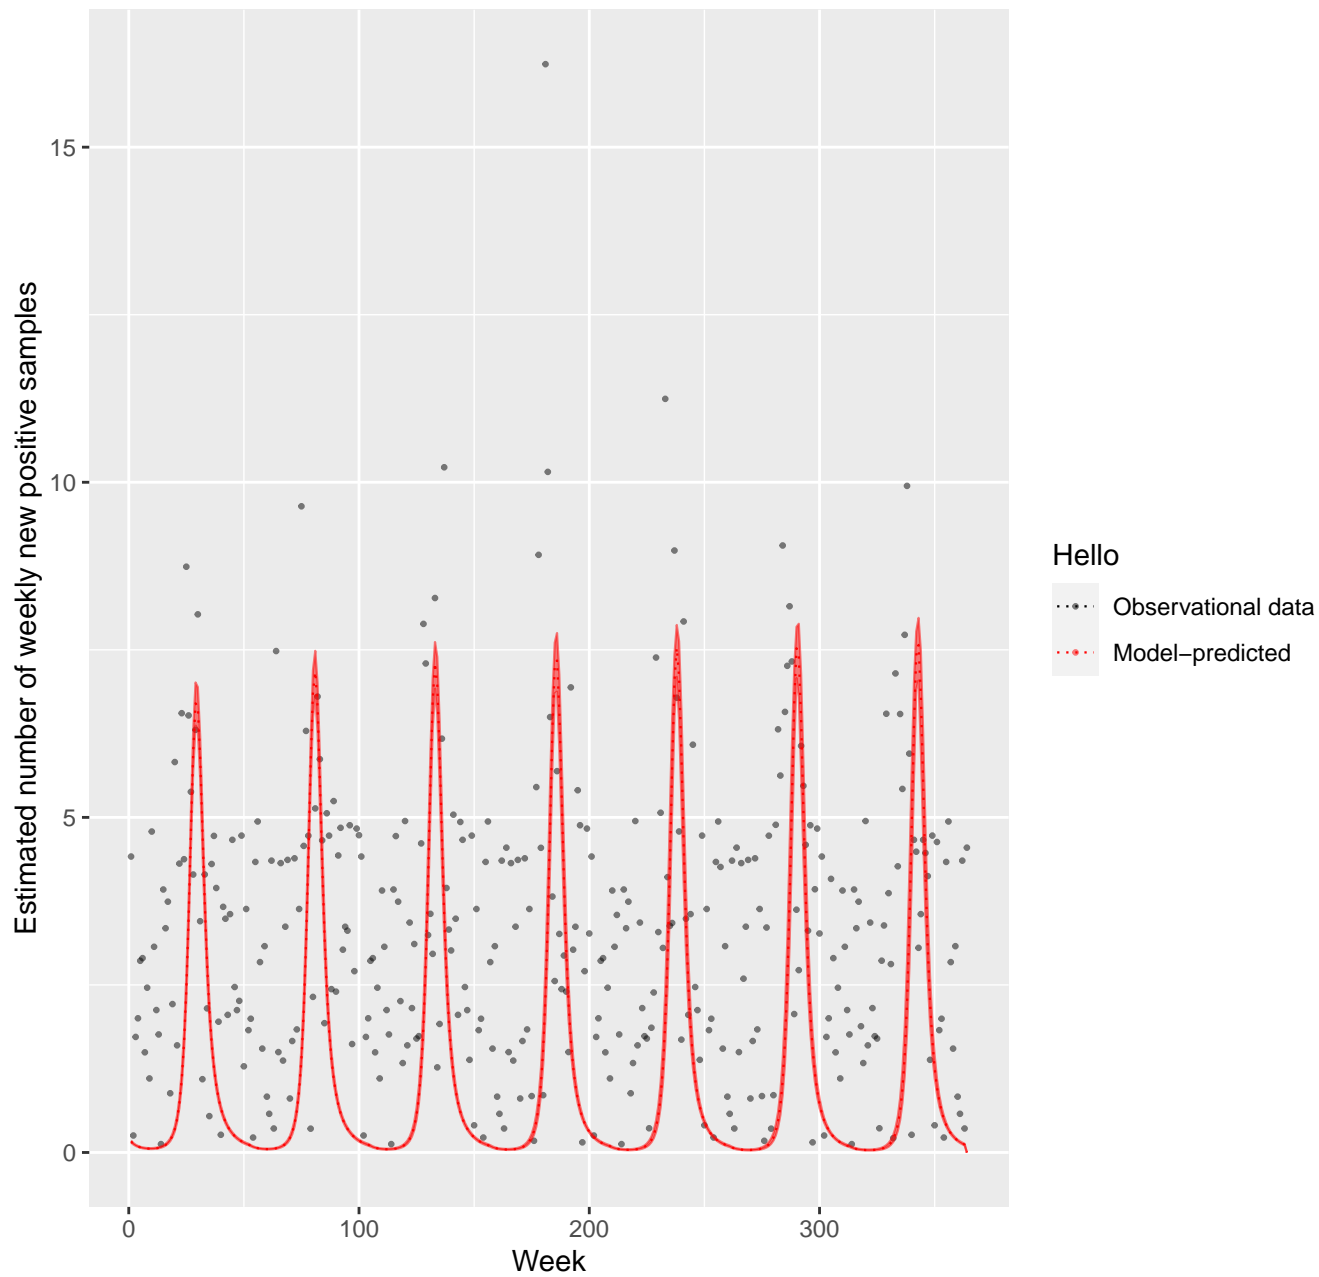 Estimated number of weekly new positive samples
15
10
5
0
0
100
200
300
Week
Hello
Observational data
Model−predicted